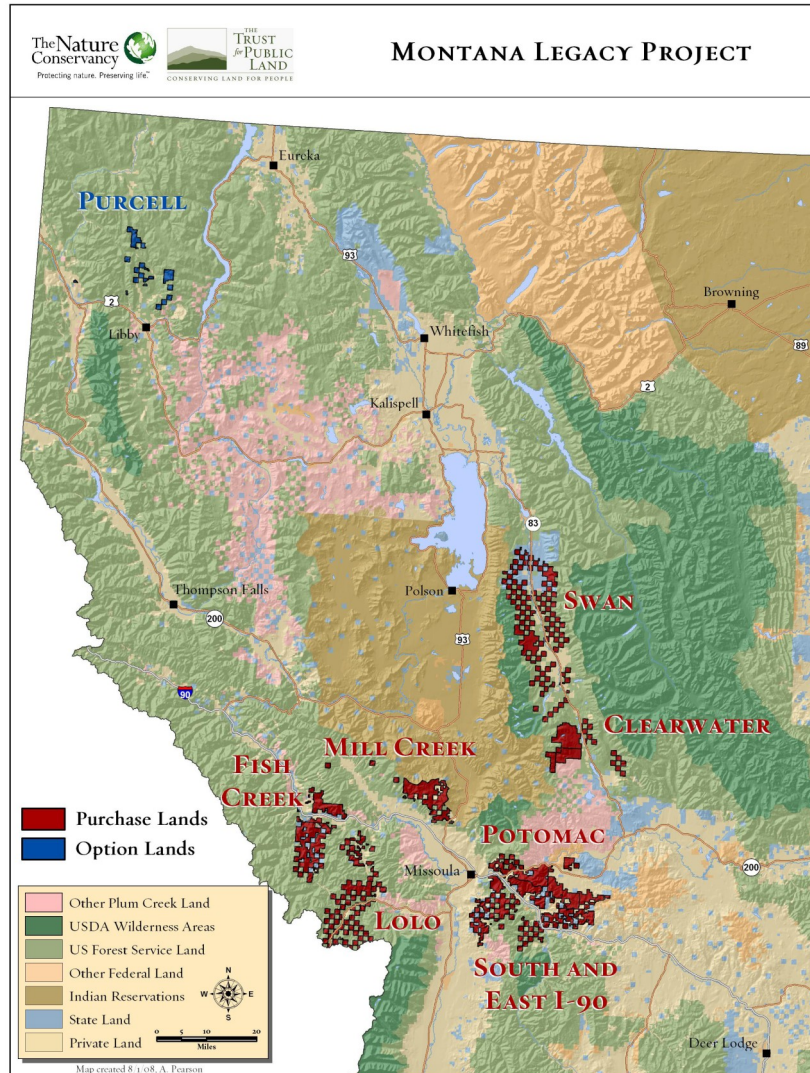 The Nature
Conservancy
Protecting nature. Preserving life.™
THE
TRUST
for PUBLIC
LAND
CONSERVING LAND FOR PEOPLE
MONTANA LEGACY PROJECT
Eureka
PURCELL
93
2
Browning
Libby
Whitefish
89
2
Kalispell
83
Thompson Falls
Polson
SWAN
200
93
90
CLEARWATER
MILL CREEK
FISH
CREEK
Purchase Lands
Option Lands
POTOMAC
Missoula
200
LOLO
SOUTH AND
EAST I-90
Deer Lodge
Other Plum Creek Land
USDA Wilderness Areas
US Forest Service Land
Other Federal Land
Indian Reservations
State Land
Private Land
N
W E
S
0 5 10 20
Miles
Map created 8/1/08, A. Pearson